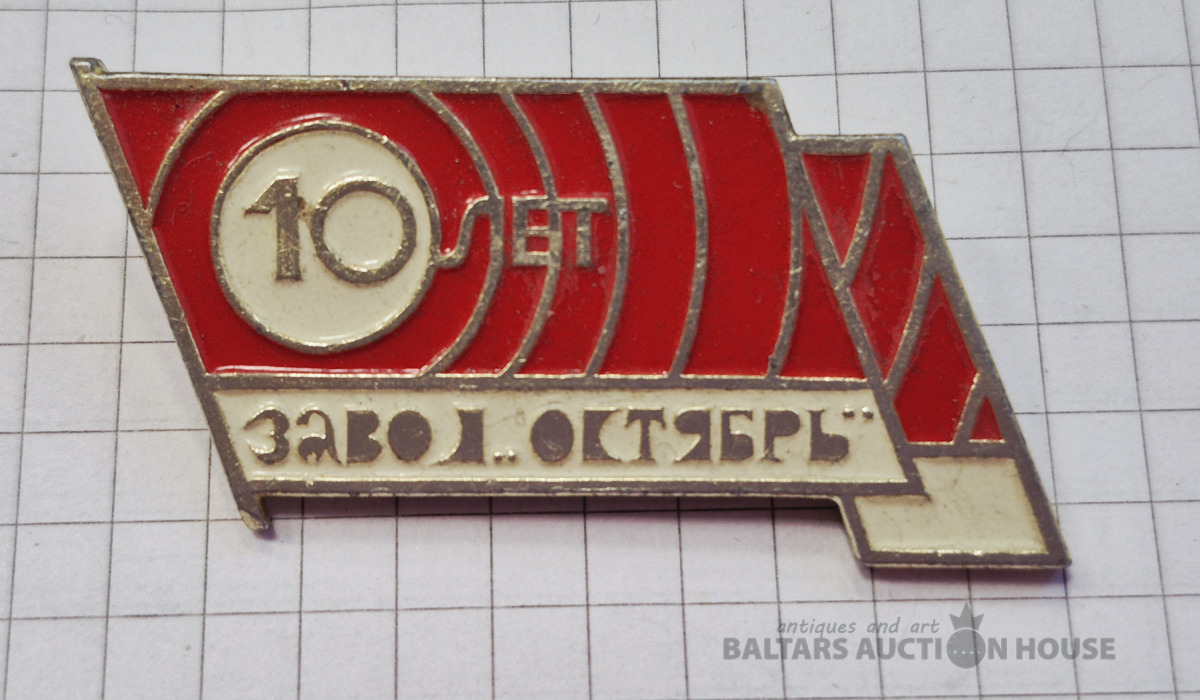 10 ЛЕТ
ЗАВОД „ОКТЯБРЬ“
antiques and art
BALTARS AUCTION HOUSE